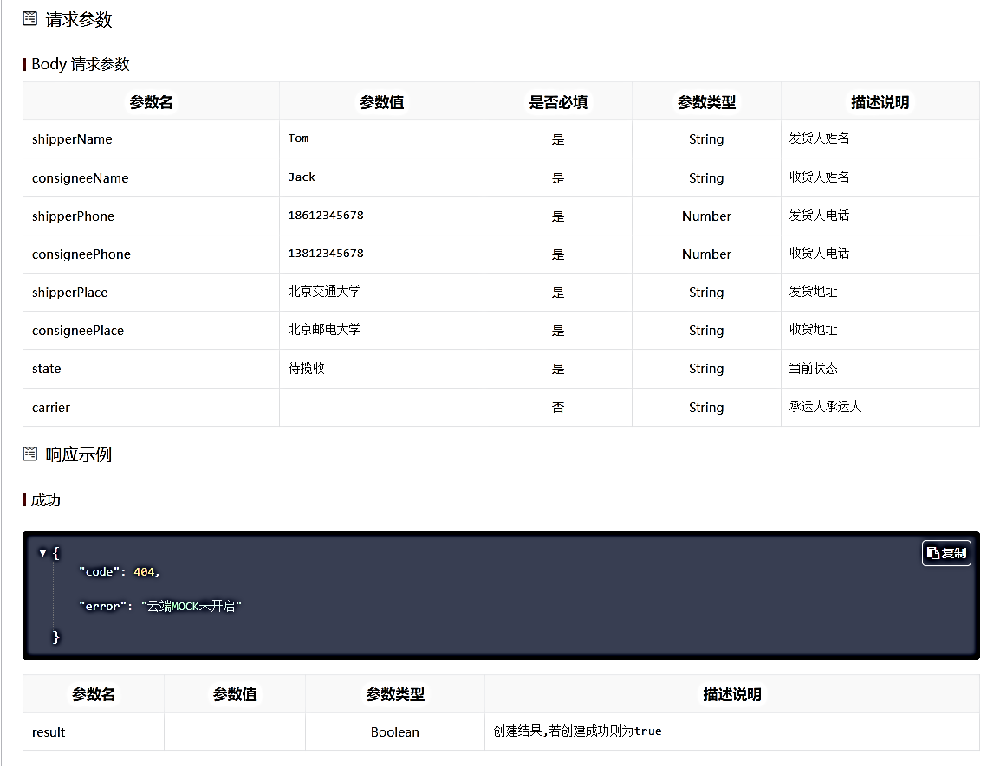 请求参数
Body 请求参数
参数名 参数值 是否必填 参数类型 描述说明
shipperName Tom 是 String 发货人姓名
consigneeName Jack 是 String 收货人姓名
shipperPhone 18612345678 是 Number 发货人电话
consigneePhone 13812345678 是 Number 收货人电话
shipperPlace 北京交通大学 是 String 发货地址
consigneePlace 北京邮电大学 是 String 收货地址
state 待揽收 是 String 当前状态
carrier 否 String 承运人承运人
响应示例
成功
▼ {
复制
"code": 404,
"error": "云端MOCK未开启"
}
参数名 参数值 参数类型 描述说明
result Boolean 创建结果,若创建成功则为true